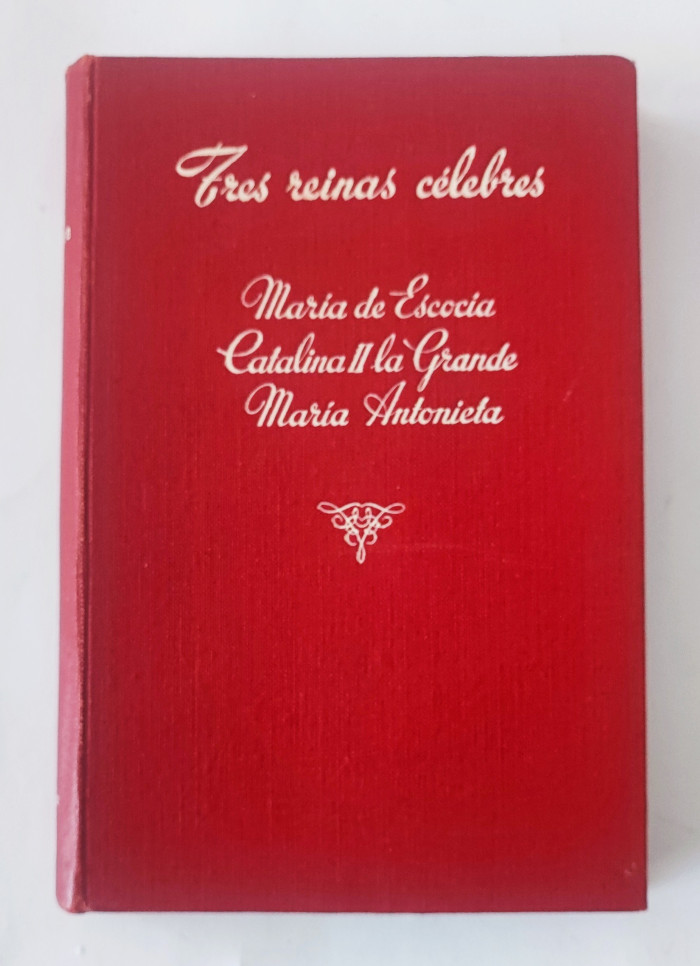 Tres reinas célebres
María de Escocia
Catalina II la Grande
María Antonieta